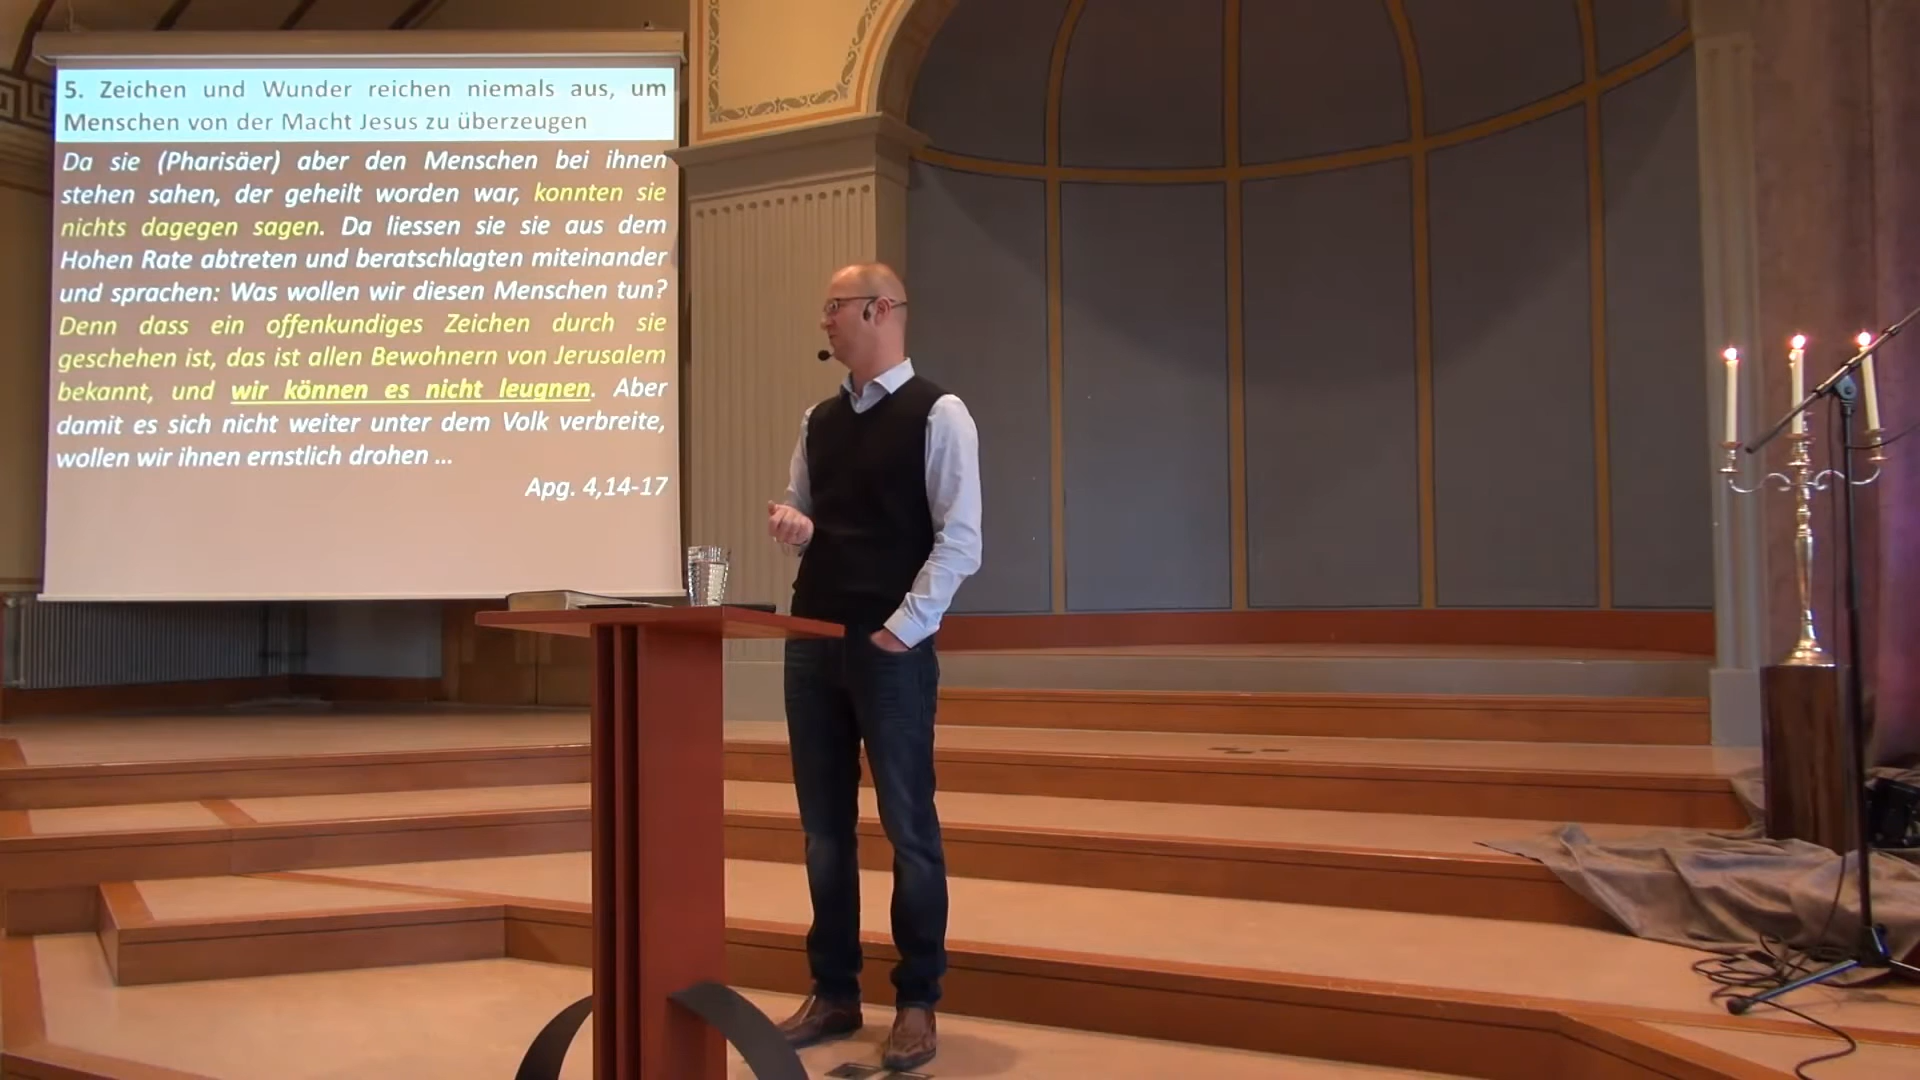 5. Zeichen und Wunder reichen niemals aus, um
Menschen von der Macht Jesus zu überzeugen
Da sie (Pharisäer) aber den Menschen bei ihnen
stehen sahen, der geheilt worden war, konnten sie
nichts dagegen sagen. Da liessen sie sie aus dem
Hohen Rate abtreten und beratschlagten miteinander
und sprachen: Was wollen wir diesen Menschen tun?
Denn dass ein offenkundiges Zeichen durch sie
geschehen ist, das ist allen Bewohnern von Jerusalem
bekannt, und wir können es nicht leugnen. Aber
damit es sich nicht weiter unter dem Volk verbreite,
wollen wir ihnen ernstlich drohen ...
Apg. 4,14-17